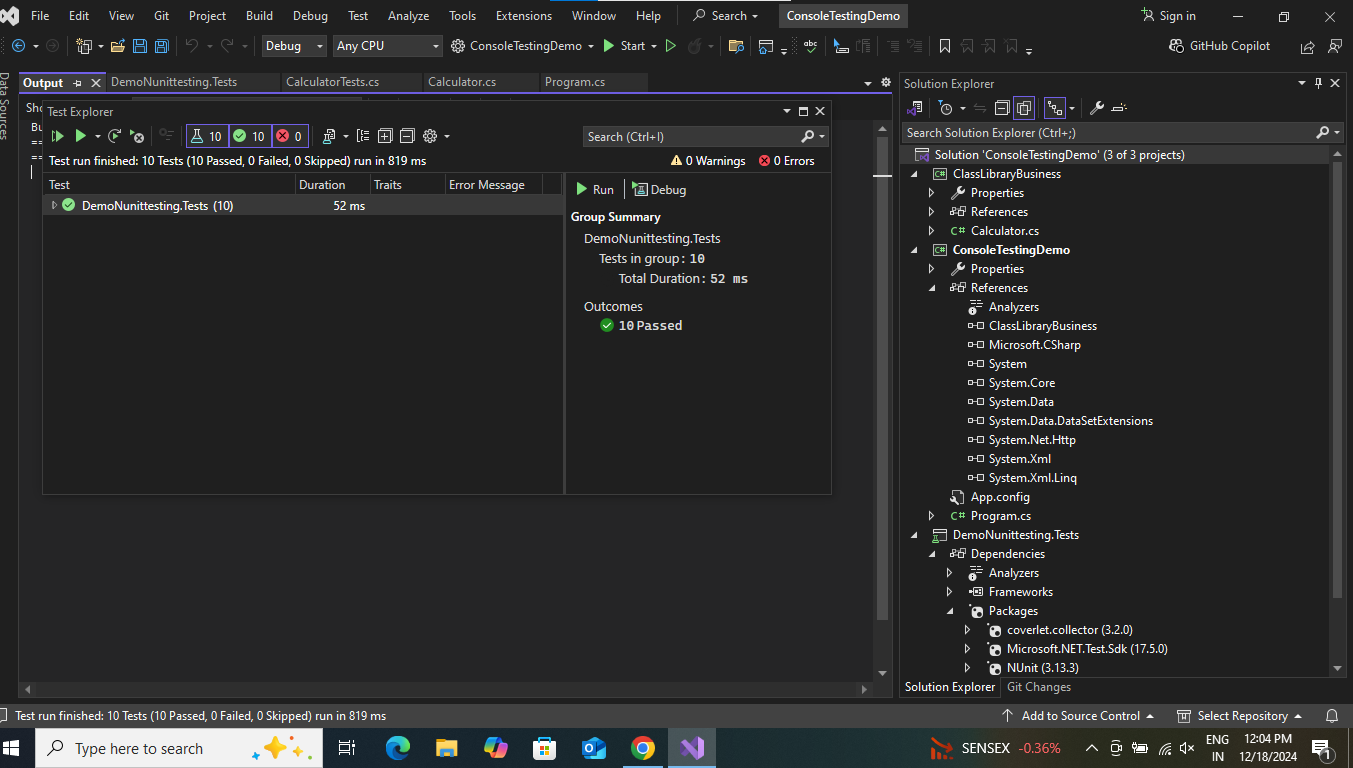 File Edit View Git Project Build Debug Test Analyze Tools Extensions Window Help Search ConsoleTestingDemo Sign in
Debug Any CPU ConsoleTestingDemo Start GitHub Copilot
Data Sources
Output DemoNunittesting.Tests CalculatorTests.cs Calculator.cs Program.cs
Test Explorer
10 10 0 Search (Ctrl+I)
Test run finished: 10 Tests (10 Passed, 0 Failed, 0 Skipped) run in 819 ms 0 Warnings 0 Errors
Test Duration Traits Error Message
DemoNunittesting.Tests (10) 52 ms
Run Debug
Group Summary
DemoNunittesting.Tests
Tests in group: 10
Total Duration: 52 ms
Outcomes
10 Passed
Solution Explorer
Search Solution Explorer (Ctrl+;)
Solution 'ConsoleTestingDemo' (3 of 3 projects)
ClassLibraryBusiness
Properties
References
C# Calculator.cs
ConsoleTestingDemo
Properties
References
Analyzers
ClassLibraryBusiness
Microsoft.CSharp
System
System.Core
System.Data
System.Data.DataSetExtensions
System.Net.Http
System.Xml
System.Xml.Linq
App.config
C# Program.cs
DemoNunittesting.Tests
Dependencies
Analyzers
Frameworks
Packages
coverlet.collector (3.2.0)
Microsoft.NET.Test.Sdk (17.5.0)
NUnit (3.13.3)
Solution Explorer Git Changes
Test run finished: 10 Tests (10 Passed, 0 Failed, 0 Skipped) run in 819 ms Add to Source Control Select Repository
Type here to search SENSEX -0.36% ENG IN 12:04 PM 12/18/2024 1